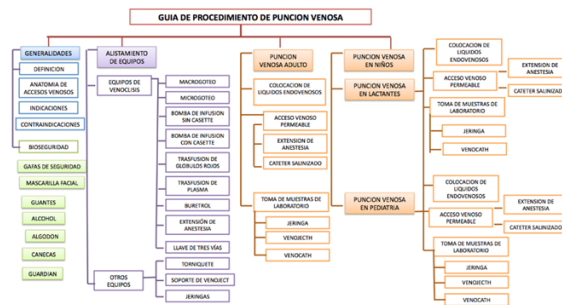 GUIA DE PROCEDIMIENTO DE PUNCION VENOSA
GENERALIDADES
DEFINICION
ANATOMIA DE
ACCESOS VENOSOS
INDICACIONES
CONTRAINDICACIONES
BIOSEGURIDAD
GAFAS DE SEGURIDAD
MASCARILLA FACIAL
GUANTES
ALCOHOL
ALGODON
CANECAS
GUARDIAN
ALISTAMIENTO DE
EQUIPOS
EQUIPOS DE
VENOCLISIS
MACROGOTEO
MICROGOTEO
BOMBA DE INFUSION
SIN CASETTE
BOMBA DE INFUSION
CON CASETTE
TRASFUSION DE
GLOBULOS ROJOS
TRASFUSION DE
PLASMA
BURETROL
EXTENSIÓN DE
ANESTESIA
LLAVE DE TRES VÍAS
OTROS
EQUIPOS
TORNIQUETE
SOPORTE DE VENOJECT
JERINGAS
PUNCION
VENOSA ADULTO
COLOCACION DE
LIQUIDOS ENDOVENOSOS
ACCESO VENOSO
PERMEABLE
EXTENSION DE
ANESTESIA
CATETER SALINIZADO
TOMA DE MUESTRAS DE
LABORATORIO
JERINGA
VENOJECTH
VENOCATH
PUNCION VENOSA
EN NIÑOS
PUNCION VENOSA
EN LACTANTES
COLOCACION DE
LIQUIDOS
ENDOVENOSOS
ACCESO VENOSO
PERMEABLE
EXTENSION DE
ANESTESIA
CATETER SALINIZADO
TOMA DE MUESTRAS DE
LABORATORIO
JERINGA
VENOCATH
PUNCION VENOSA
EN PEDIATRIA
COLOCACION DE
LIQUIDOS
ENDOVENOSOS
ACCESO VENOSO
PERMEABLE
EXTENSION DE
ANESTESIA
CATETER SALINIZADO
TOMA DE MUESTRAS DE
LABORATORIO
JERINGA
VENOJECTH
VENOCATH